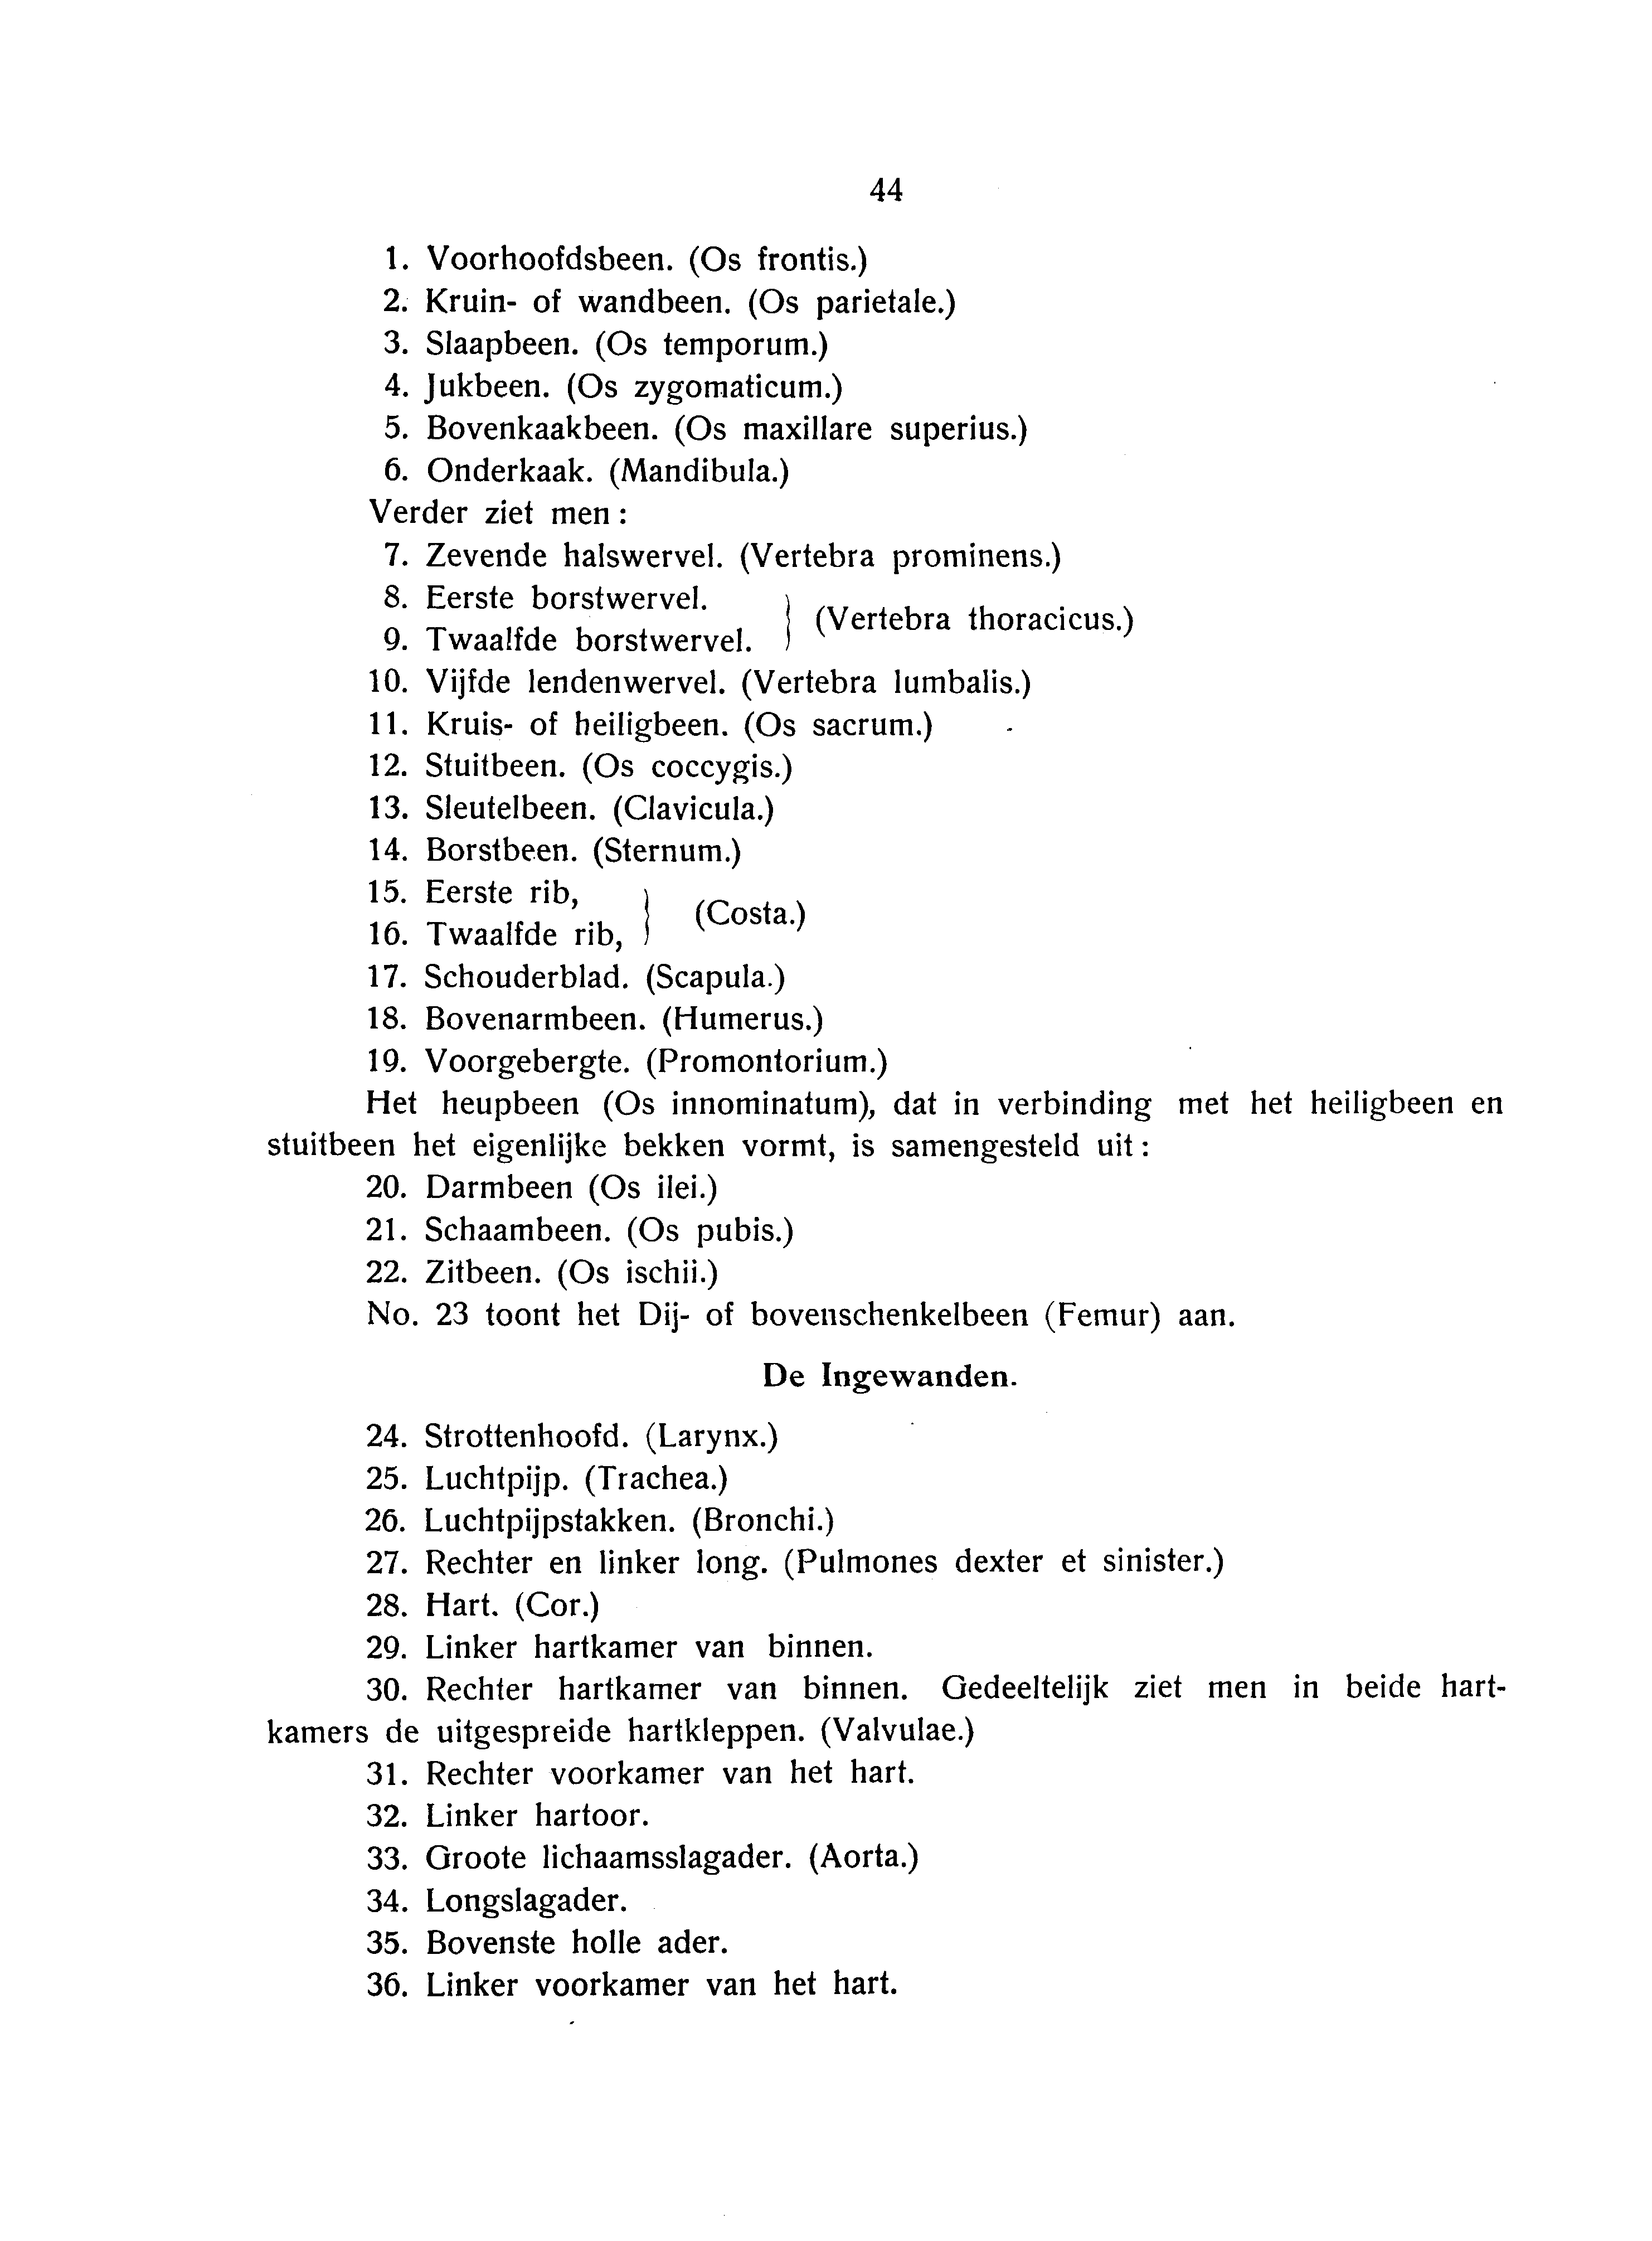 44
1. Voorhoofdsbeen. (Os frontis.)
2. Kruin- of wandbeen. (Os parietale.)
3. Slaapbeen. (Os temporum.)
4. Jukbeen. (Os zygomaticum.)
5. Bovenkaakbeen. (Os maxillare superius.)
6. Onderkaak. (Mandibula.)
Verder ziet men:
7. Zevende halswervel. (Vertebra prominens.)
8. Eerste borstwervel.
9. Twaalfde borstwervel. } (Vertebra thoracicus.)
10. Vijfde lendenwervel. (Vertebra lumbalis.)
11. Kruis- of heiligbeen. (Os sacrum.)
12. Stuitbeen. (Os coccygis.)
13. Sleutelbeen. (Clavicula.)
14. Borstbeen. (Sternum.)
15. Eerste rib,
16. Twaalfde rib, } (Costa.)
17. Schouderblad. (Scapula.)
18. Bovenarmbeen. (Humerus.)
19. Voorgebergte. (Promontorium.)
Het heupbeen (Os innominatum), dat in verbinding met het heiligbeen en
stuitbeen het eigenlijke bekken vormt, is samengesteld uit:
20. Darmbeen (Os ilei.)
21. Schaambeen. (Os pubis.)
22. Zitbeen. (Os ischii.)
No. 23 toont het Dij- of bovenschenkelbeen (Femur) aan.
De Ingewanden.
24. Strottenhoofd. (Larynx.)
25. Luchtpijp. (Trachea.)
26. Luchtpijpstakken. (Bronchi.)
27. Rechter en linker long. (Pulmones dexter et sinister.)
28. Hart. (Cor.)
29. Linker hartkamer van binnen.
30. Rechter hartkamer van binnen. Gedeeltelijk ziet men in beide hart-
kamers de uitgespreide hartkleppen. (Valvulae.)
31. Rechter voorkamer van het hart.
32. Linker hartoor.
33. Groote lichaamsslagader. (Aorta.)
34. Longslagader.
35. Bovenste holle ader.
36. Linker voorkamer van het hart.